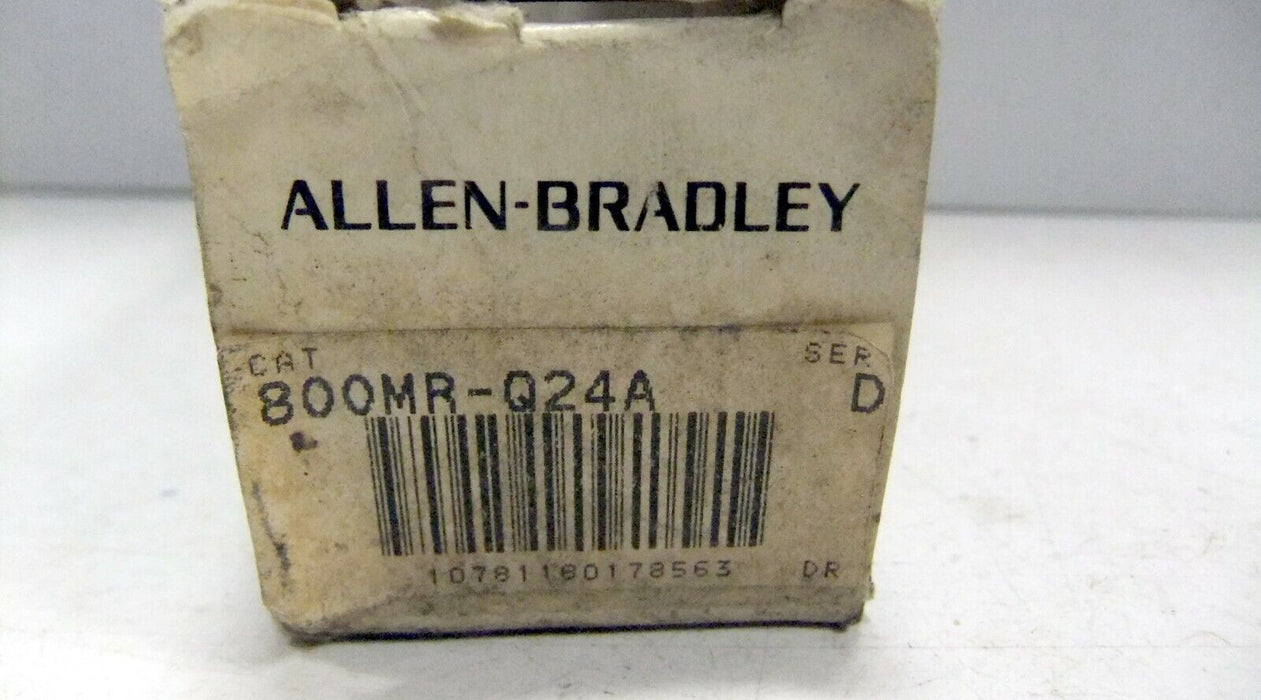 ALLEN-BRADLEY
CAT SER
800MR-Q24A D
10781180178563 DR